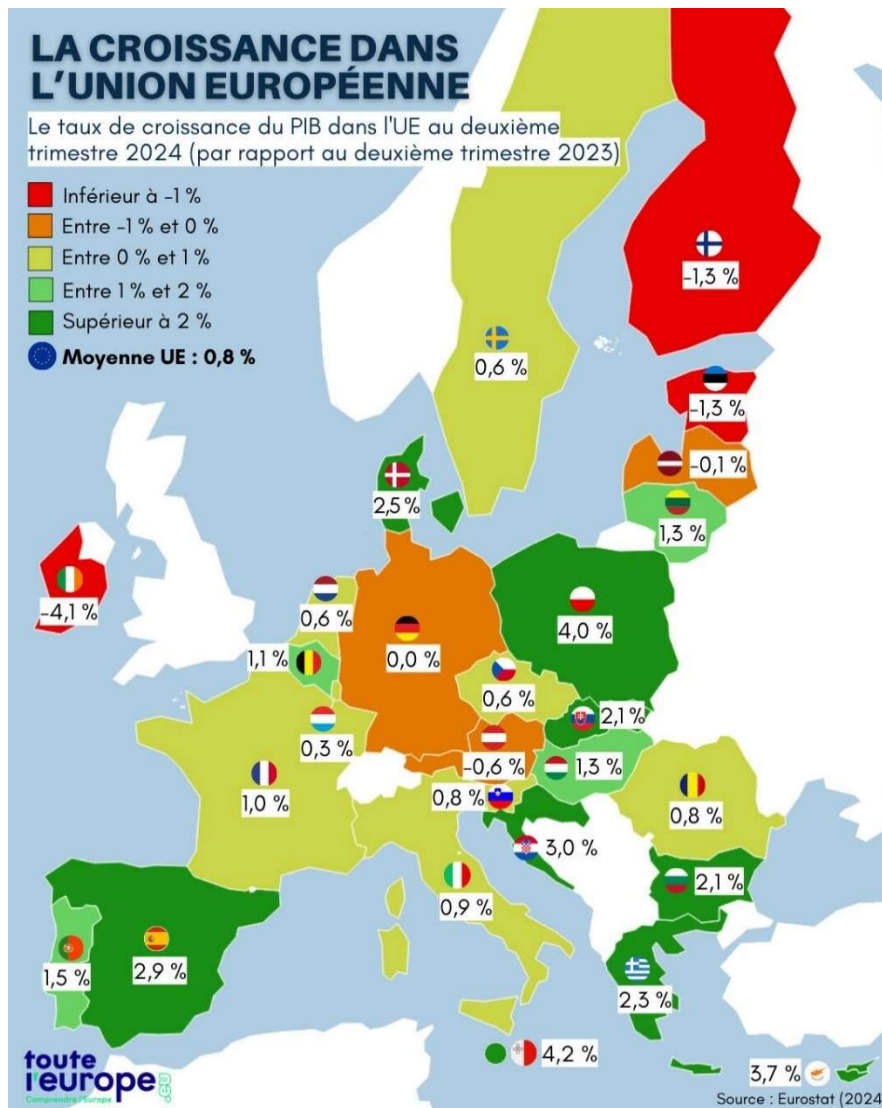 LA CROISSANCE DANS
L'UNION EUROPÉENNE
Le taux de croissance du PIB dans l'UE au deuxième
trimestre 2024 (par rapport au deuxième trimestre 2023)
Inférieur à -1 %
Entre -1 % et 0 %
Entre 0 % et 1 %
Entre 1 % et 2 %
Supérieur à 2 %
Moyenne UE : 0,8 %
-1,3 %
0,6 %
-1,3 %
-0,1 %
2,5 %
1,3 %
-4,1 %
0,6 %
0,0 %
4,0 %
1,1 %
0,6 %
0,3 %
2,1 %
-0,6 %
1,3 %
1,0 %
0,8 %
0,8 %
3,0 %
0,9 %
2,1 %
1,5 %
2,9 %
2,3 %
4,2 %
3,7 %
toute
l'europe.eu
Comprendre l'Europe
Source : Eurostat (2024